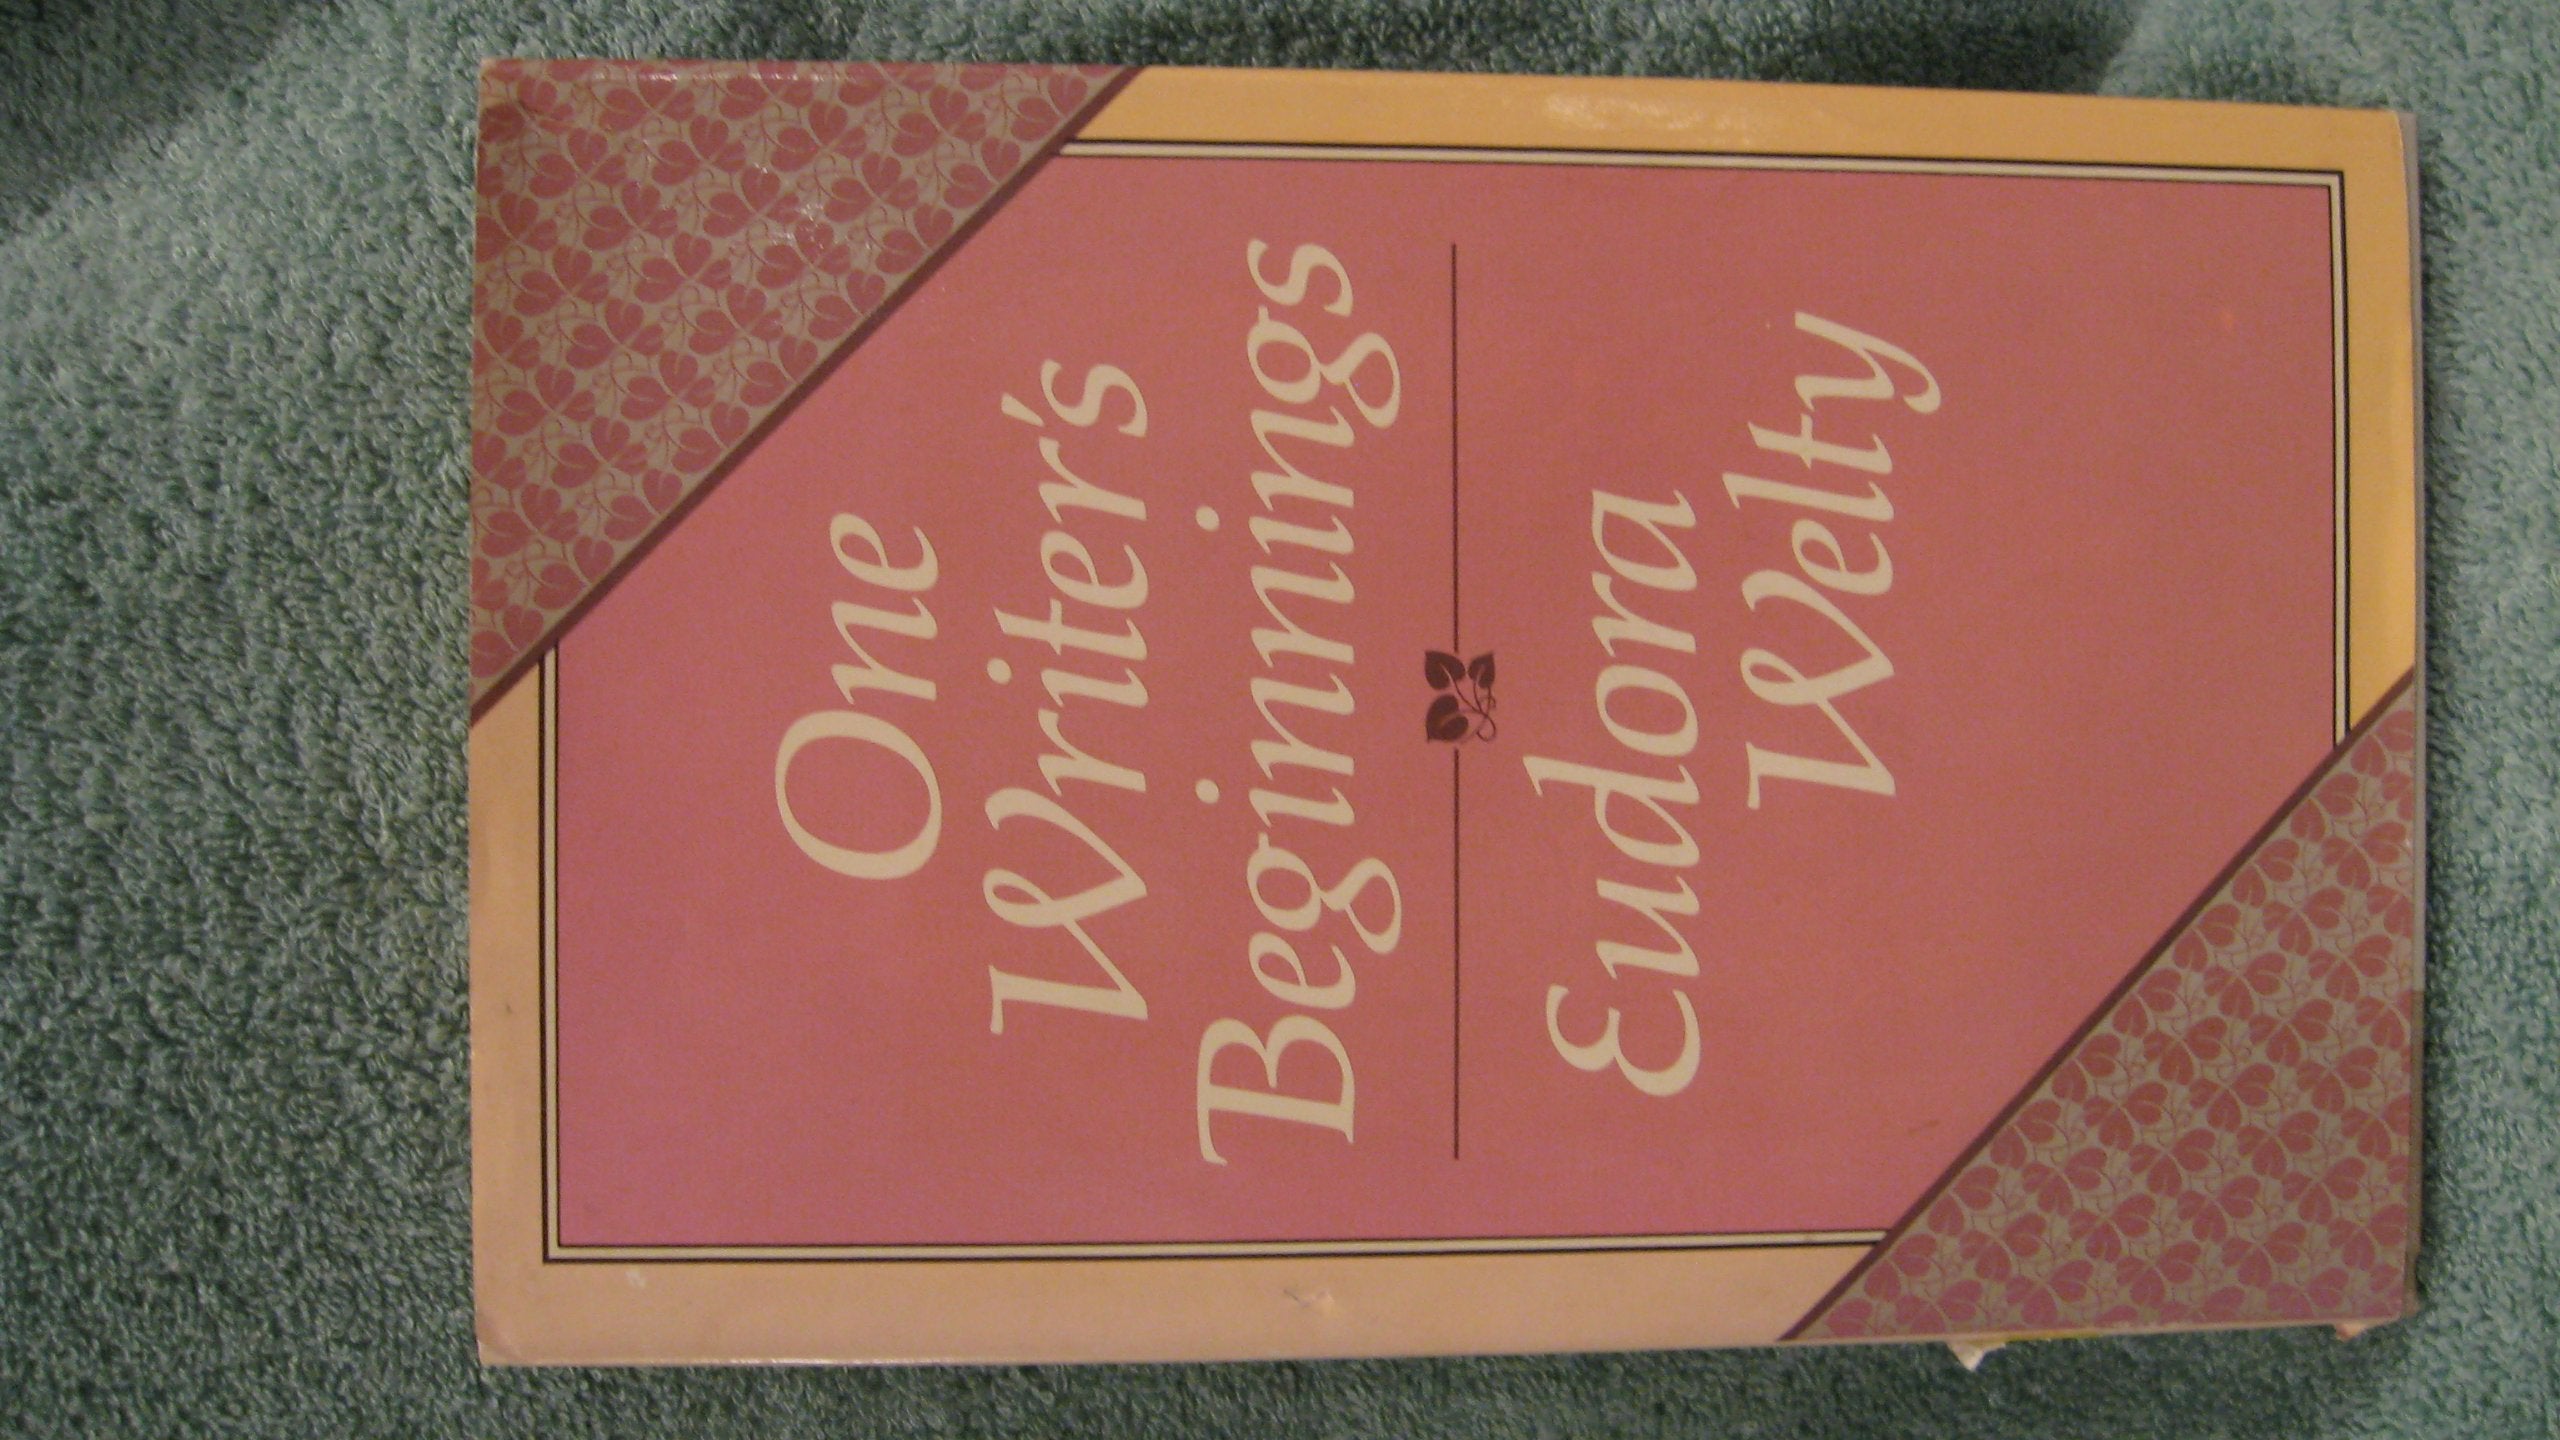 One
Writer's
Beginnings
Eudora
Welty